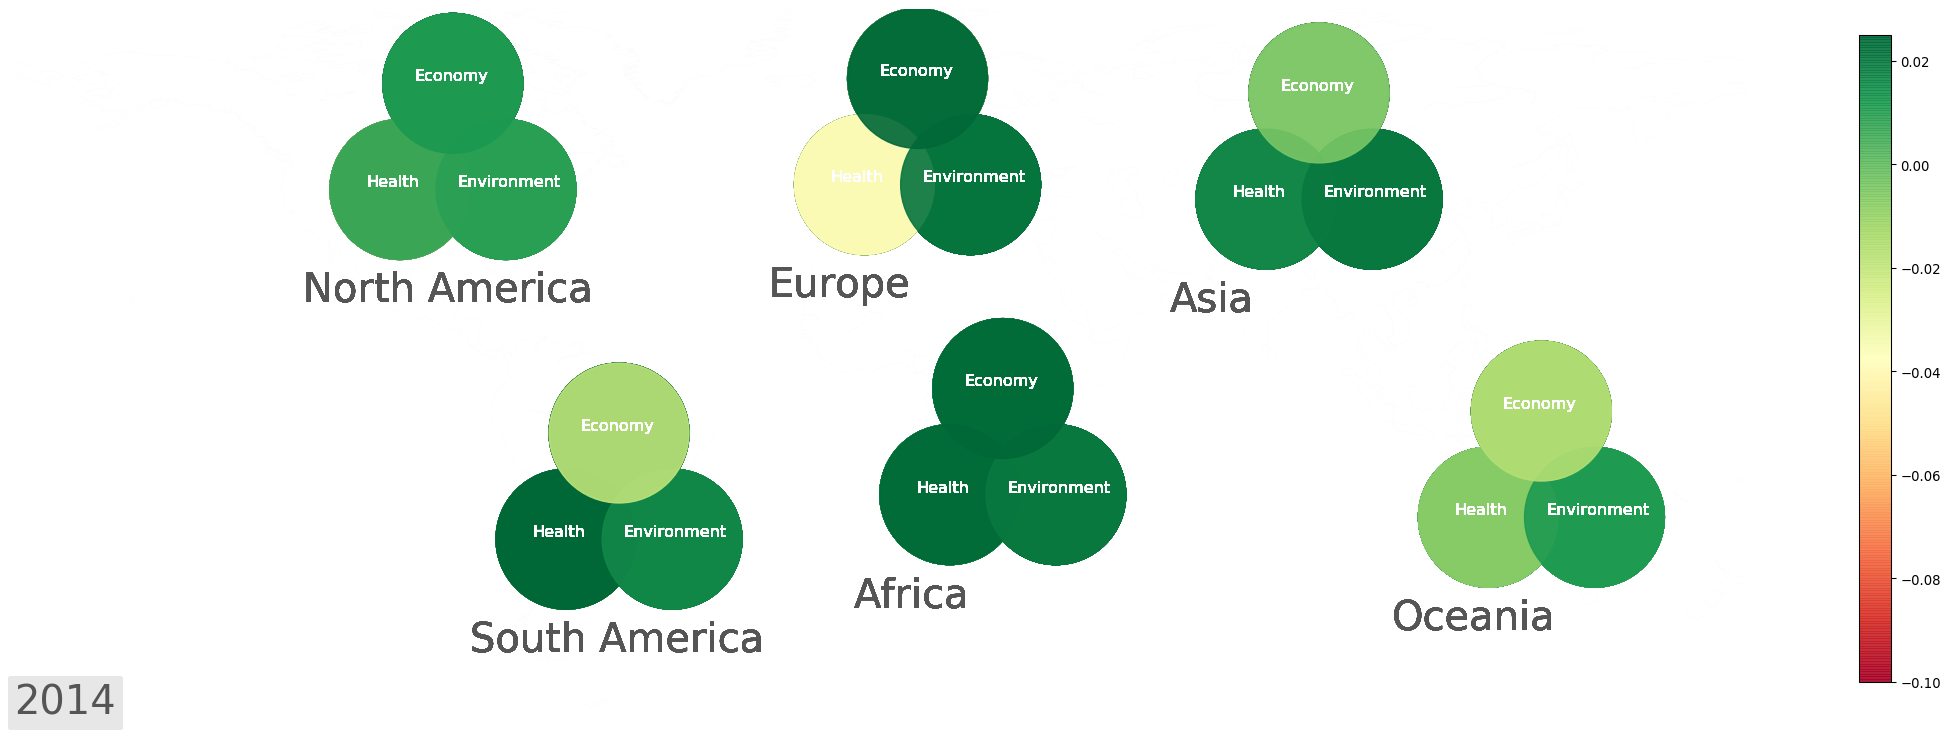 Economy
Health
Environment
North America
Economy
Health
Environment
Europe
Economy
Health
Environment
Asia
Economy
Health
Environment
South America
Economy
Health
Environment
Africa
Economy
Health
Environment
Oceania
2014
0.02
0.00
−0.02
−0.04
−0.06
−0.08
−0.10